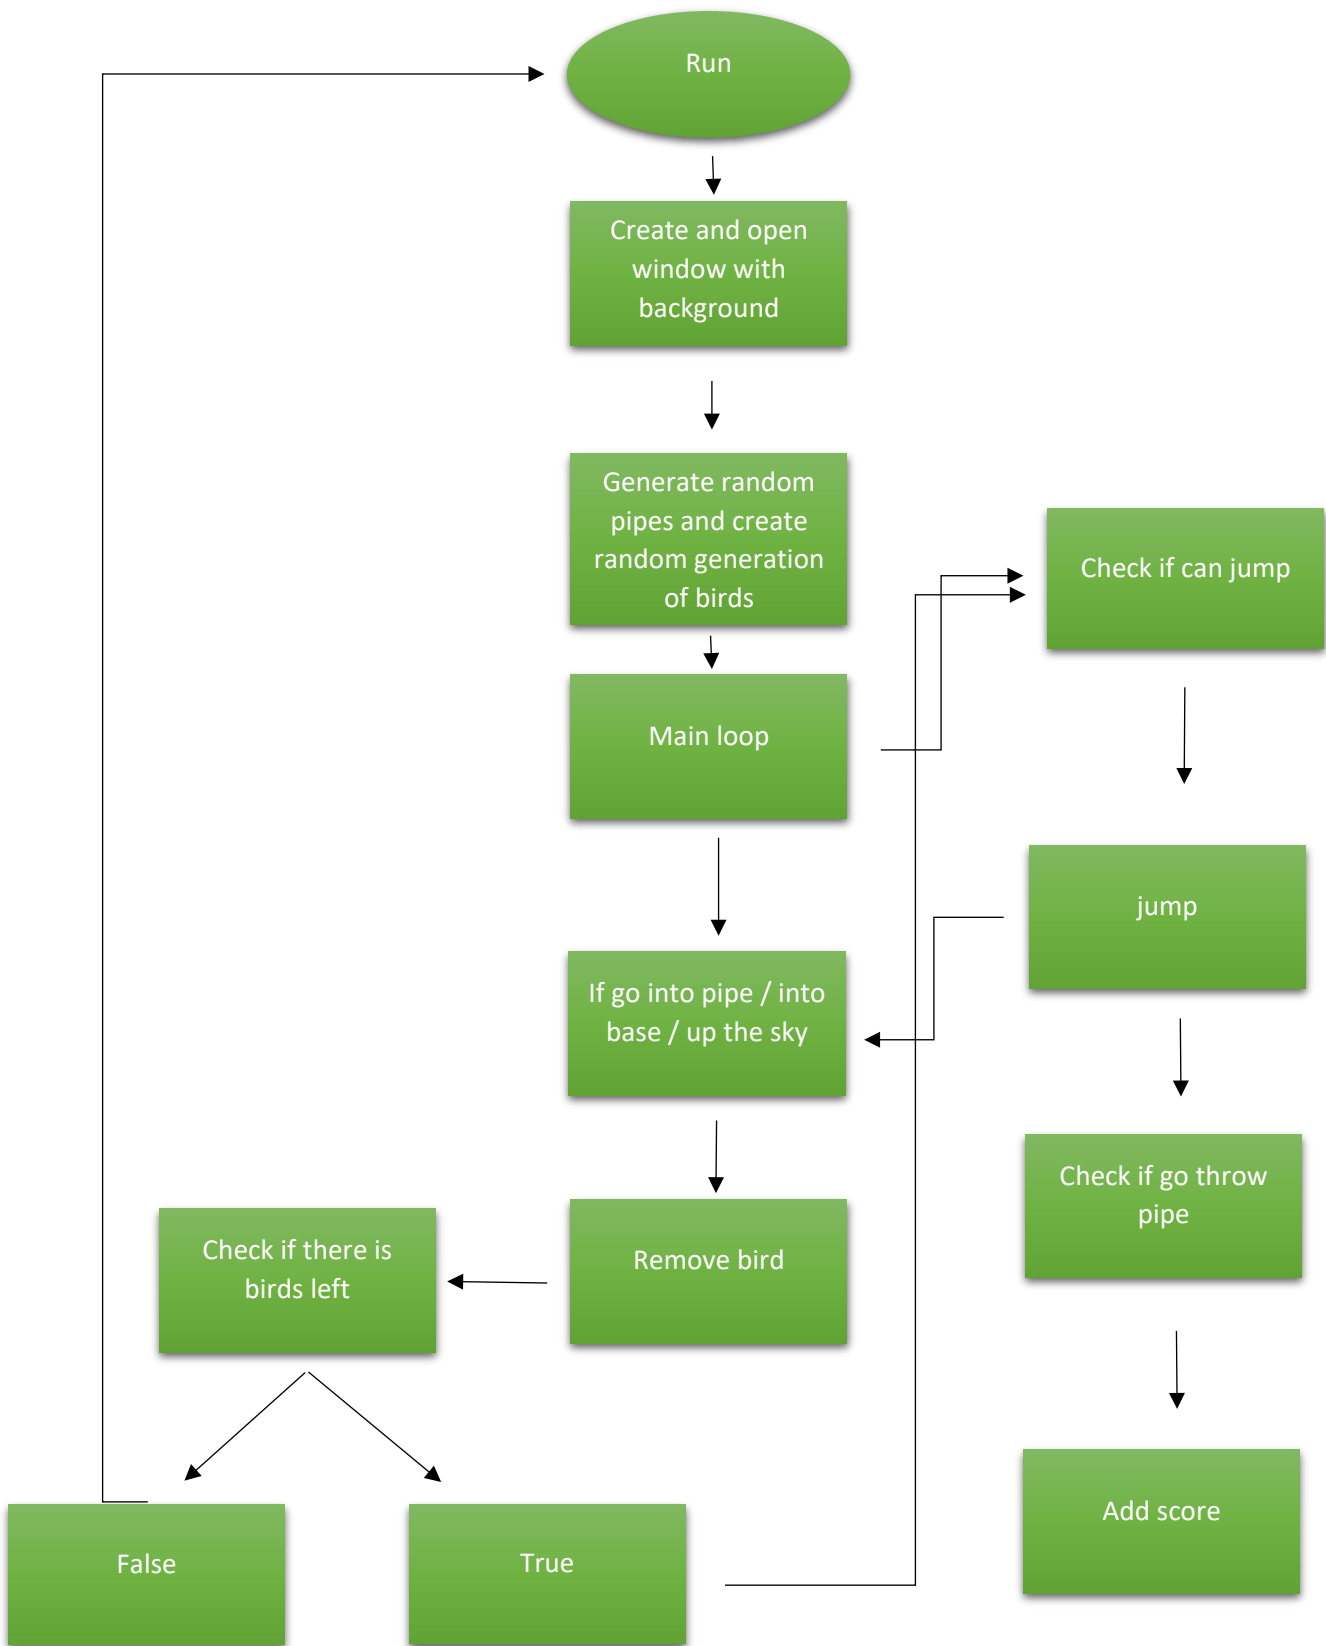 Run
Create and open
window with
background
Generate random
pipes and create
random generation
of birds
Check if can jump
Main loop
jump
If go into pipe / into
base / up the sky
Check if go throw
pipe
Remove bird
Check if there is
birds left
Add score
False
True